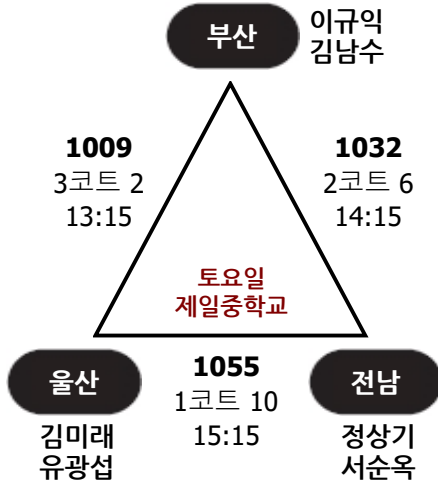 부산
이규익
김남수
1009
3코트 2
13:15
1032
2코트 6
14:15
토요일
제일중학교
울산
김미래
유광섭
1055
1코트 10
15:15
전남
정상기
서순옥